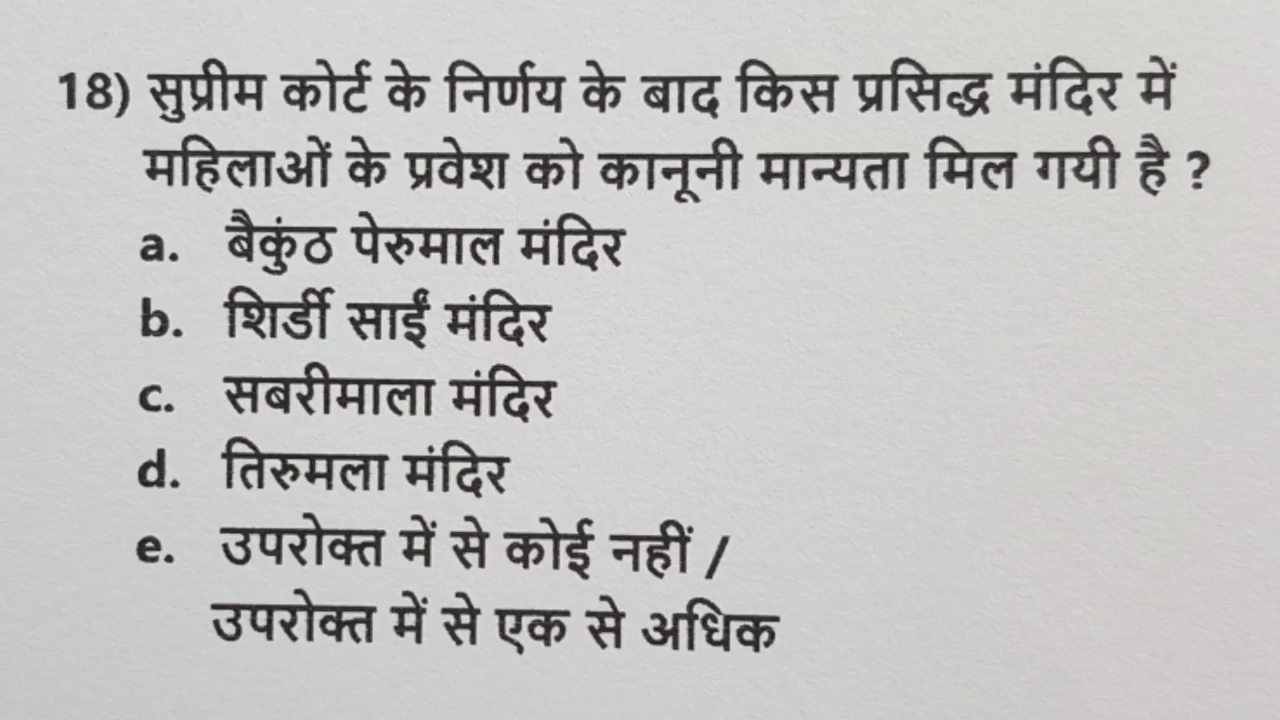 18) सुप्रीम कोर्ट के निर्णय के बाद किस प्रसिद्ध मंदिर में
महिलाओं के प्रवेश को कानूनी मान्यता मिल गयी है ?
a. बैकुंठ पेरुमाल मंदिर
b. शिर्डी साईं मंदिर
c. सबरीमाला मंदिर
d. तिरुमला मंदिर
e. उपरोक्त में से कोई नहीं /
उपरोक्त में से एक से अधिक